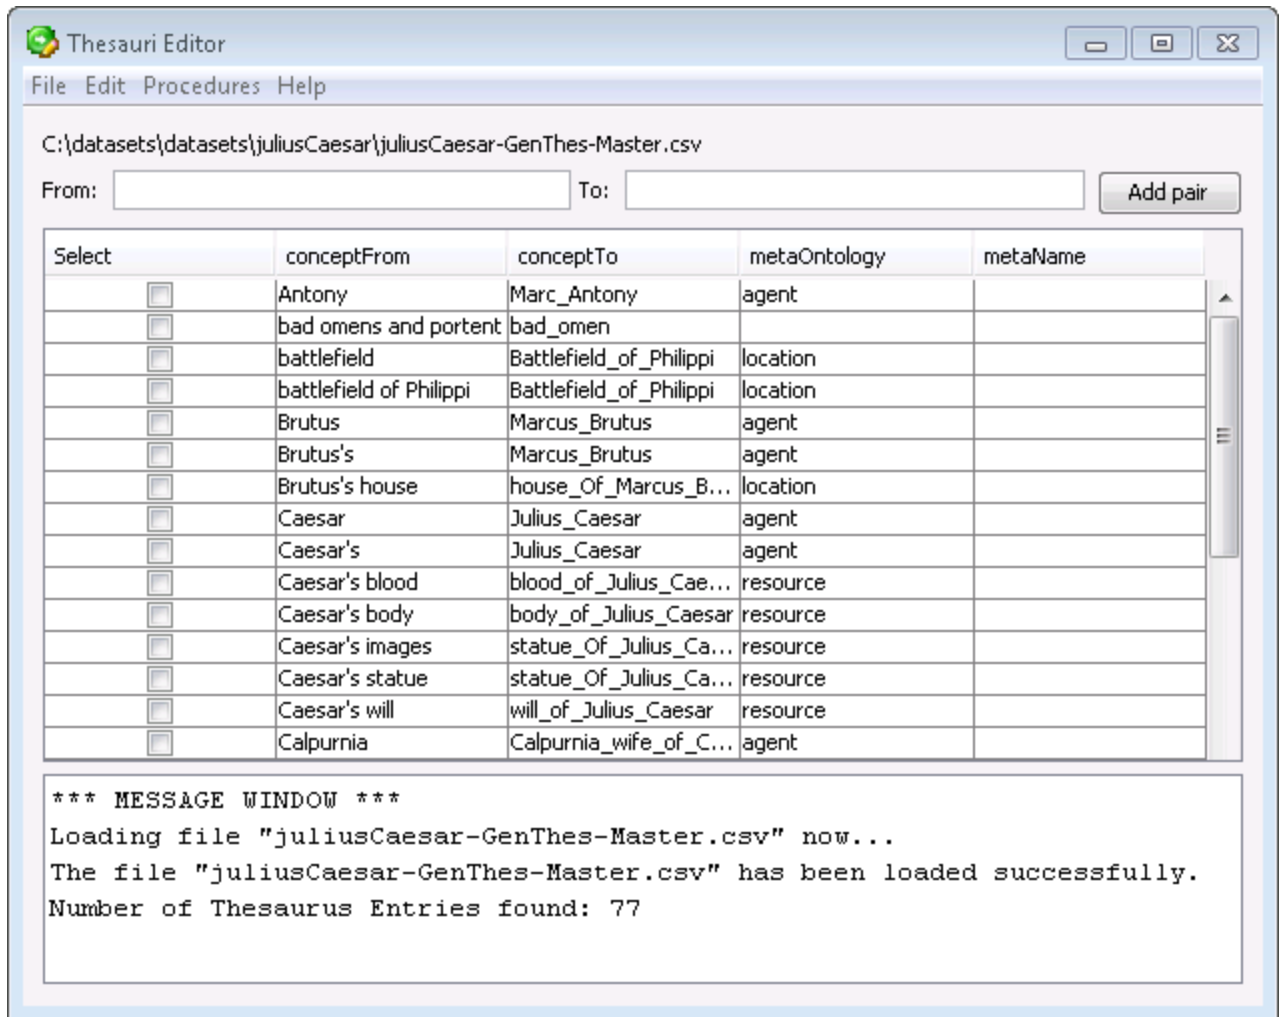 Thesauri Editor
File Edit Procedures Help
C:\datasets\datasets\juliusCaesar\juliusCaesar-GenThes-Master.csv
From: To: Add pair
Select conceptFrom conceptTo metaOntology metaName
Antony Marc_Antony agent
bad omens and portent bad_omen
battlefield Battlefield_of_Philippi location
battlefield of Philippi Battlefield_of_Philippi location
Brutus Marcus_Brutus agent
Brutus's Marcus_Brutus agent
Brutus's house house_Of_Marcus_B... location
Caesar Julius_Caesar agent
Caesar's Julius_Caesar agent
Caesar's blood blood_of_Julius_Cae... resource
Caesar's body body_of_Julius_Caesar resource
Caesar's images statue_Of_Julius_Ca... resource
Caesar's statue statue_Of_Julius_Ca... resource
Caesar's will will_of_Julius_Caesar resource
Calpurnia Calpurnia_wife_of_C... agent
*** MESSAGE WINDOW ***
Loading file "juliusCaesar-GenThes-Master.csv" now...
The file "juliusCaesar-GenThes-Master.csv" has been loaded successfully.
Number of Thesaurus Entries found: 77